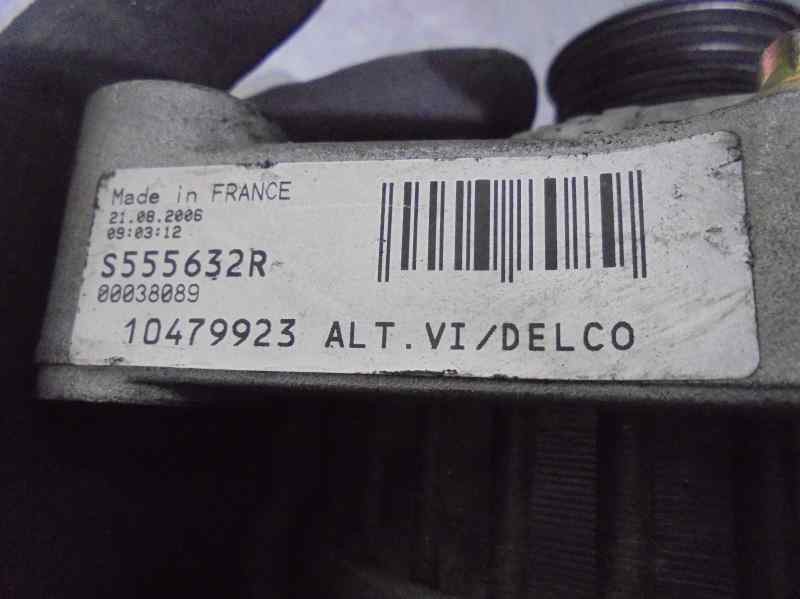 Made in FRANCE
21.08.2006
09:03:12
S555632R
00038089
10479923 ALT.VI/DELCO